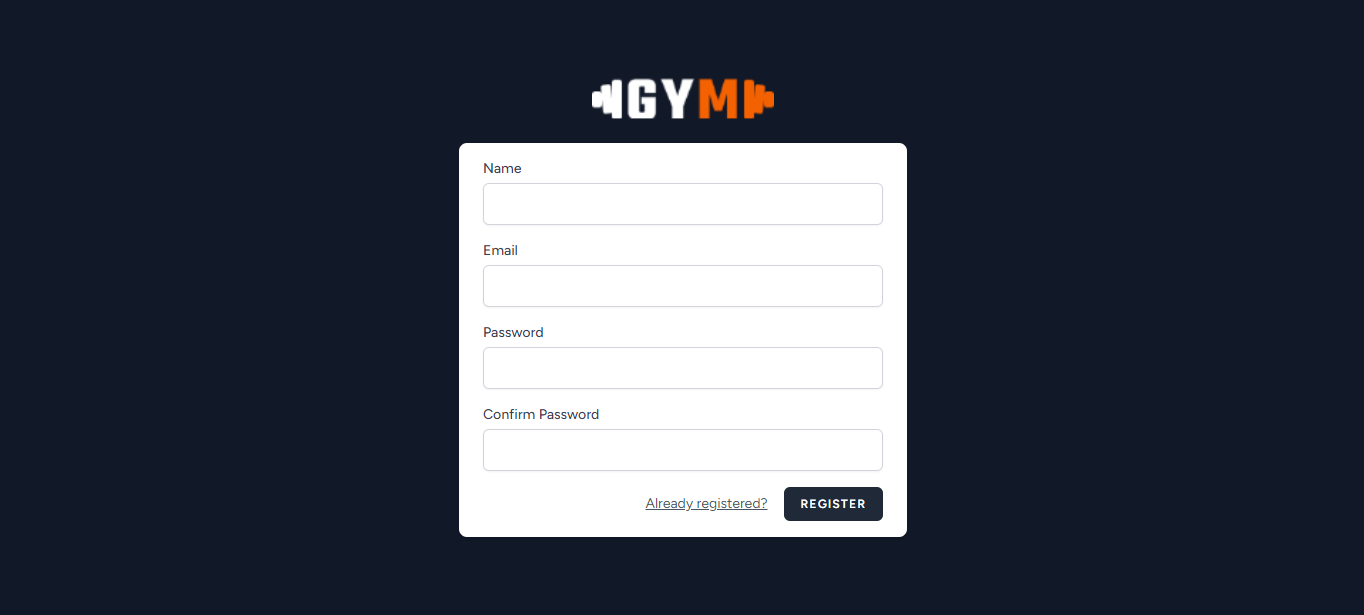 GYM
Name
Email
Password
Confirm Password
Already registered? REGISTER